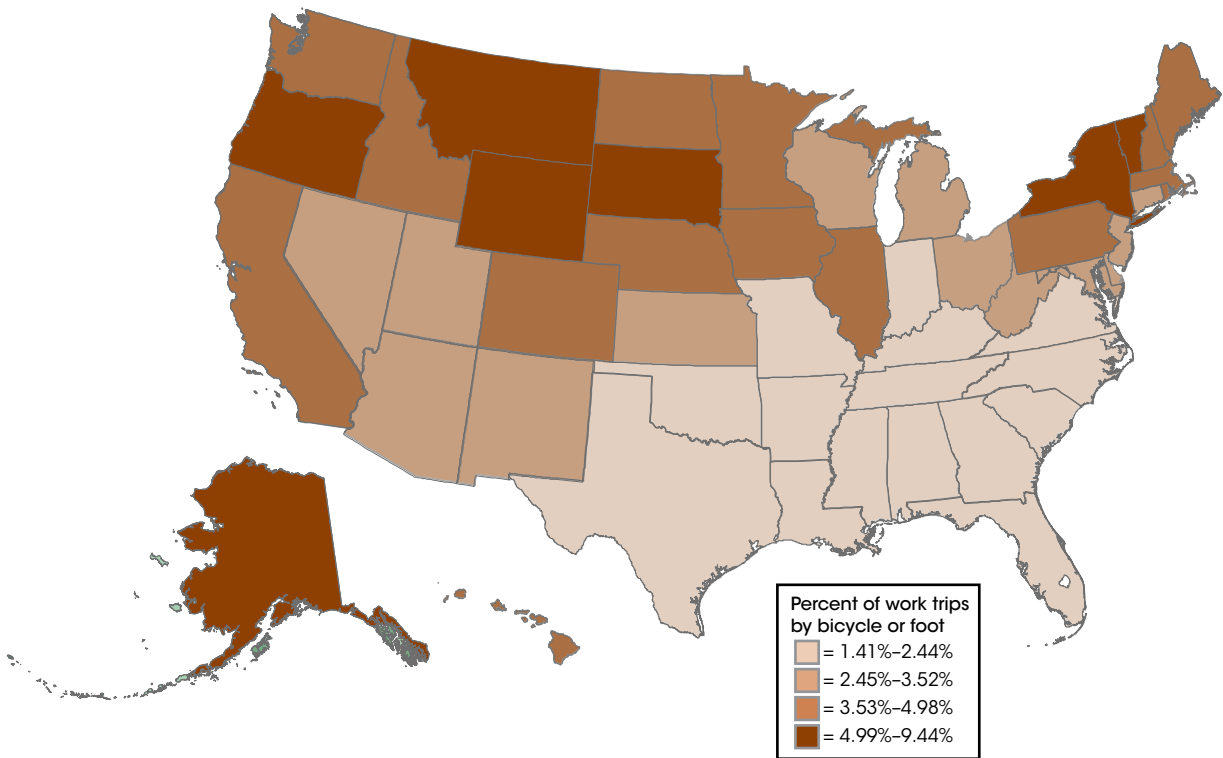 Percent of work trips
by bicycle or foot
= 1.41%–2.44%
= 2.45%–3.52%
= 3.53%–4.98%
= 4.99%–9.44%